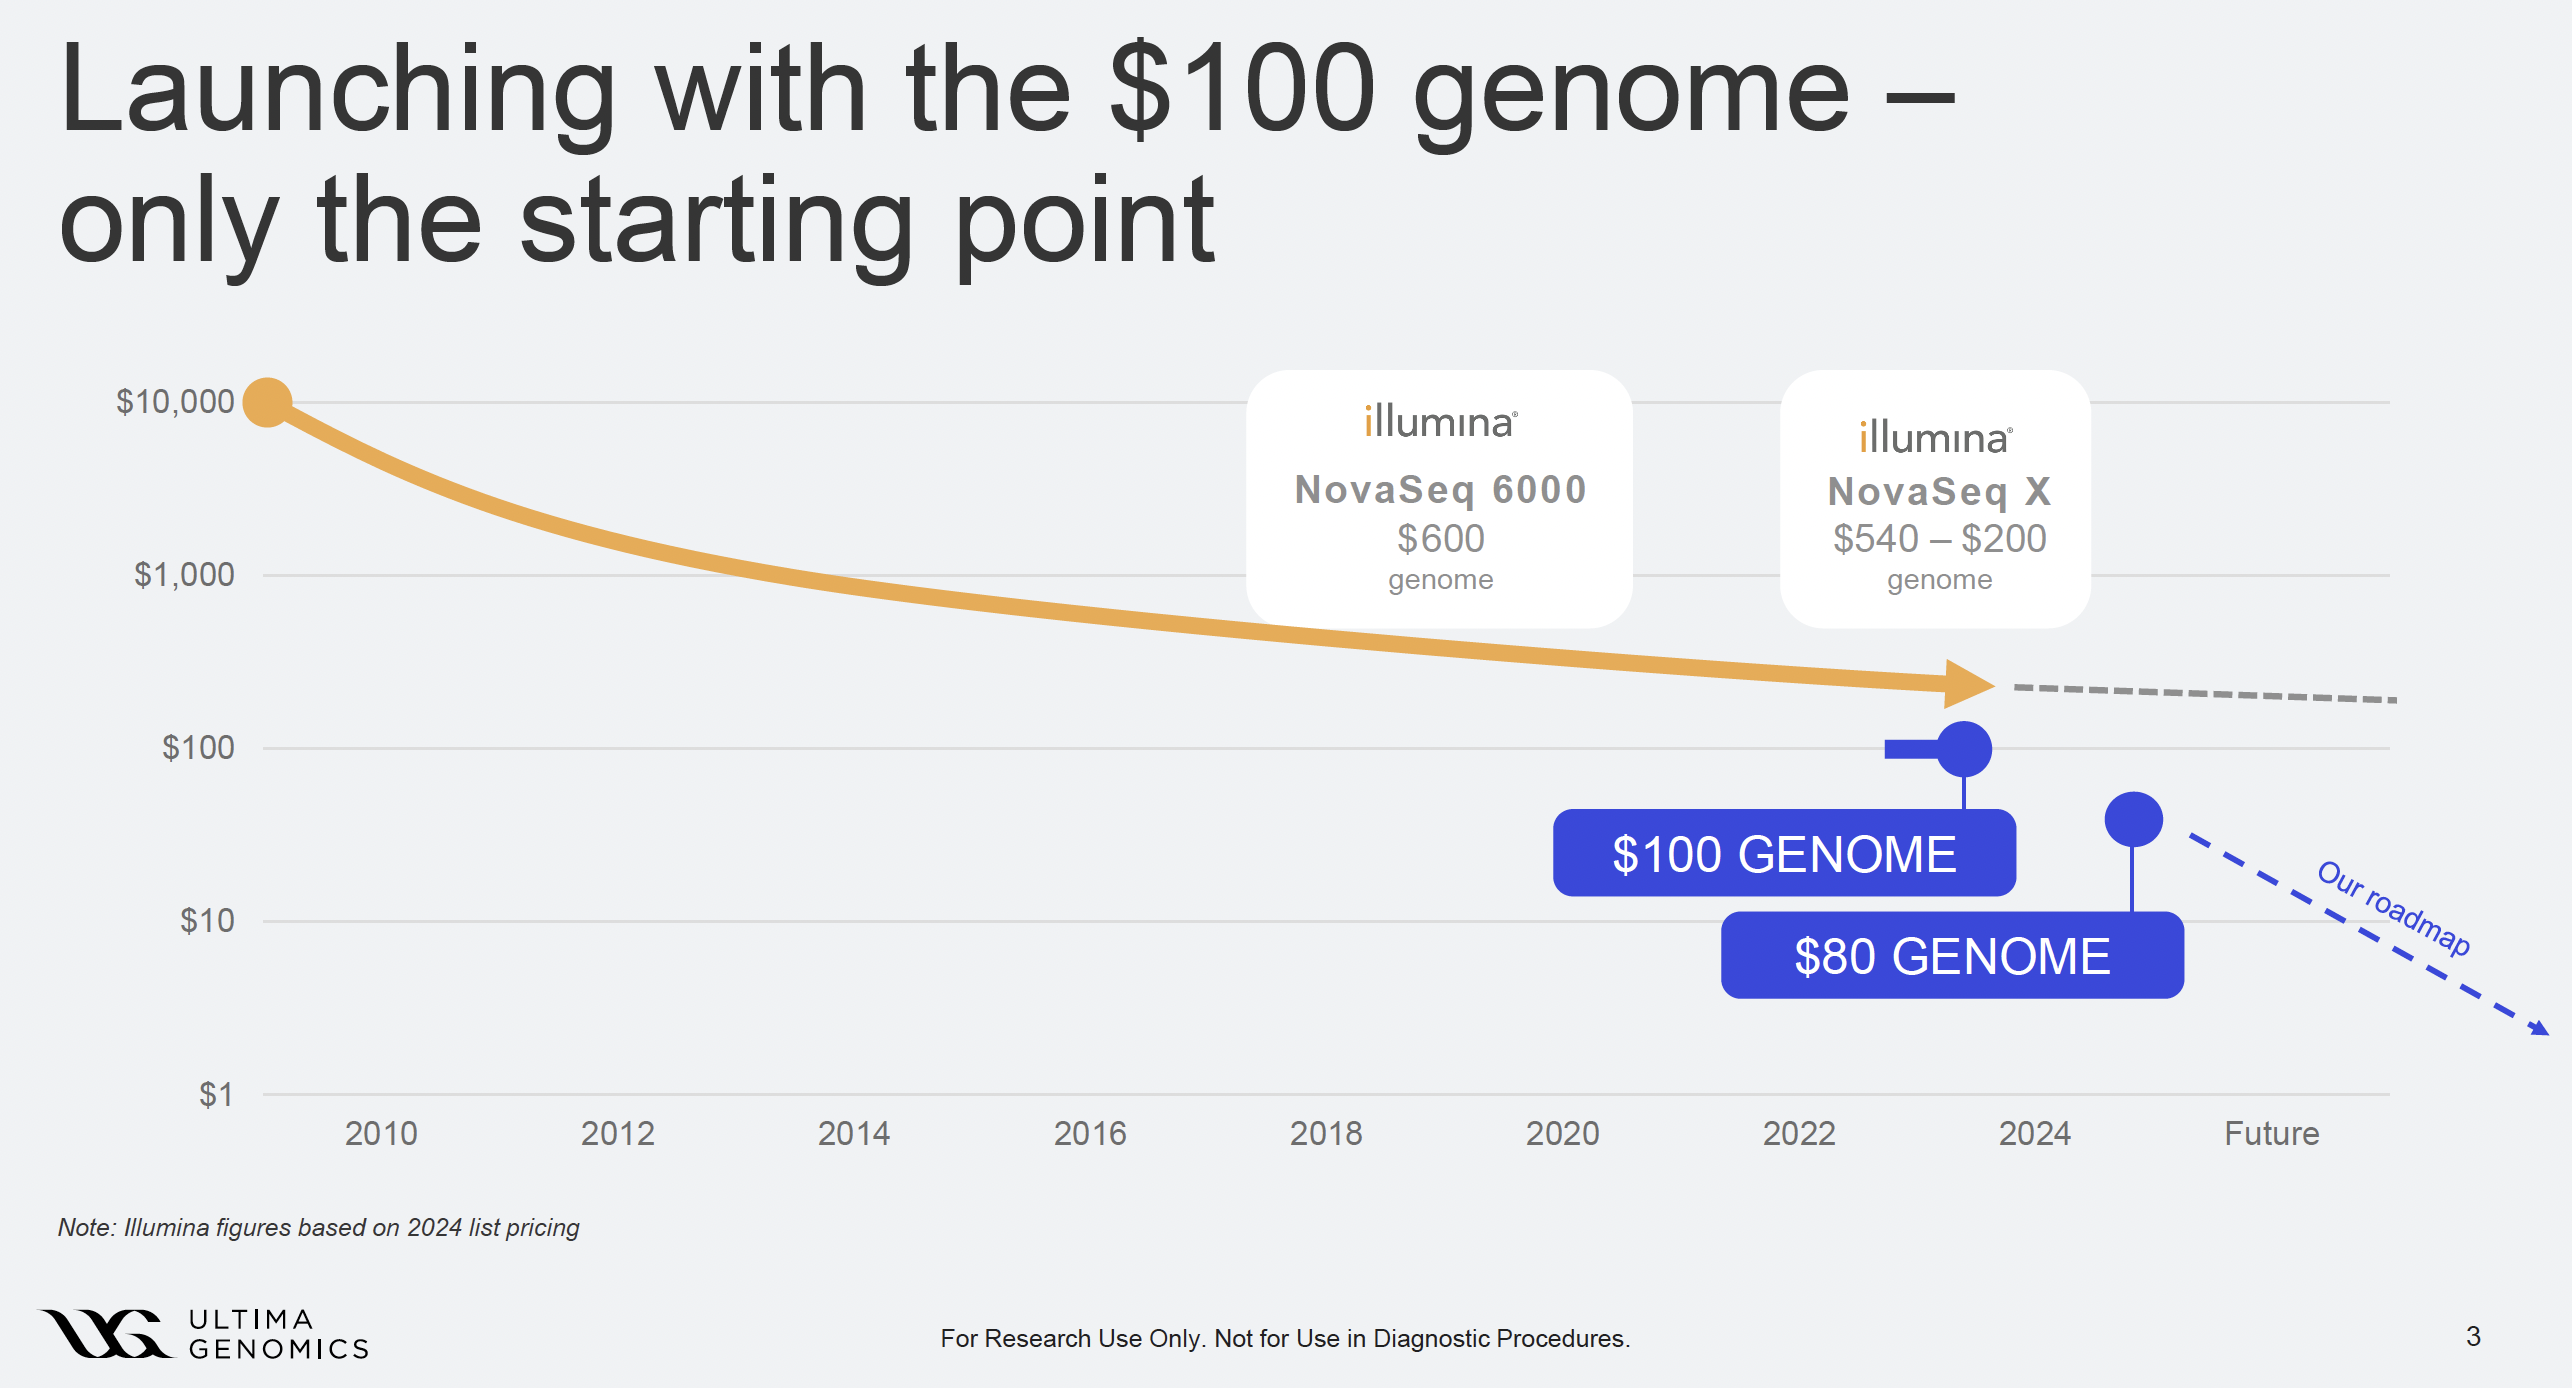 Launching with the $100 genome –
only the starting point
$10,000
$1,000
$100
$10
$1
illumina®
NovaSeq 6000
$600
genome
illumina®
NovaSeq X
$540 – $200
genome
$100 GENOME
$80 GENOME
Our roadmap
2010 2012 2014 2016 2018 2020 2022 2024 Future
Note: Illumina figures based on 2024 list pricing
ULTIMA
GENOMICS
For Research Use Only. Not for Use in Diagnostic Procedures.
3